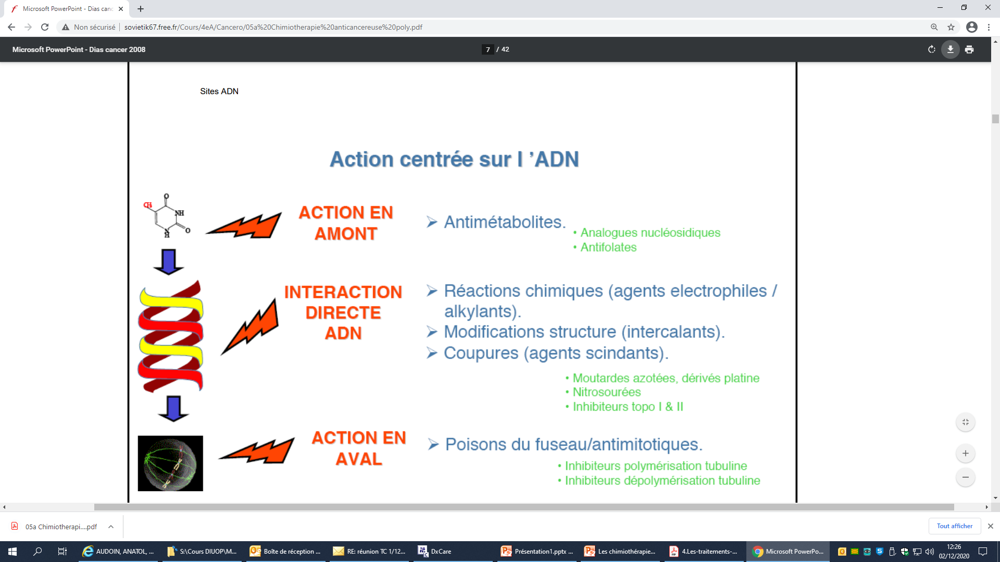 Microsoft PowerPoint - Dias canc
Non sécurisé
sovietik67.free.fr/Cours/4eA/Cancero/05a%20Chimiotherapie%20anticancereuse%20poly.pdf
Microsoft PowerPoint - Dias cancer 2008
7 / 42
Sites ADN
Action centrée sur l ’ADN
CH₃
O
NH
N
H
O
ACTION EN
AMONT
➢ Antimétabolites.
• Analogues nucléosidiques
• Antifolates
INTERACTION
DIRECTE
ADN
➢ Réactions chimiques (agents electrophiles /
alkylants).
➢ Modifications structure (intercalants).
➢ Coupures (agents scindants).
• Moutardes azotées, dérivés platine
• Nitrosourées
• Inhibiteurs topo I & II
ACTION EN
AVAL
➢ Poisons du fuseau/antimitotiques.
• Inhibiteurs polymérisation tubuline
• Inhibiteurs dépolymérisation tubuline
05a Chimiotherapi....pdf
Tout afficher
AUDOIN, ANATOL, ...
S:\Cours DIUOP\M...
Boîte de réception ...
RE: réunion TC 1/12...
DxCare
Présentation1.pptx ...
Les chimiothérapie...
4.Les-traitements-...
Microsoft PowerPo...
12:26
02/12/2020